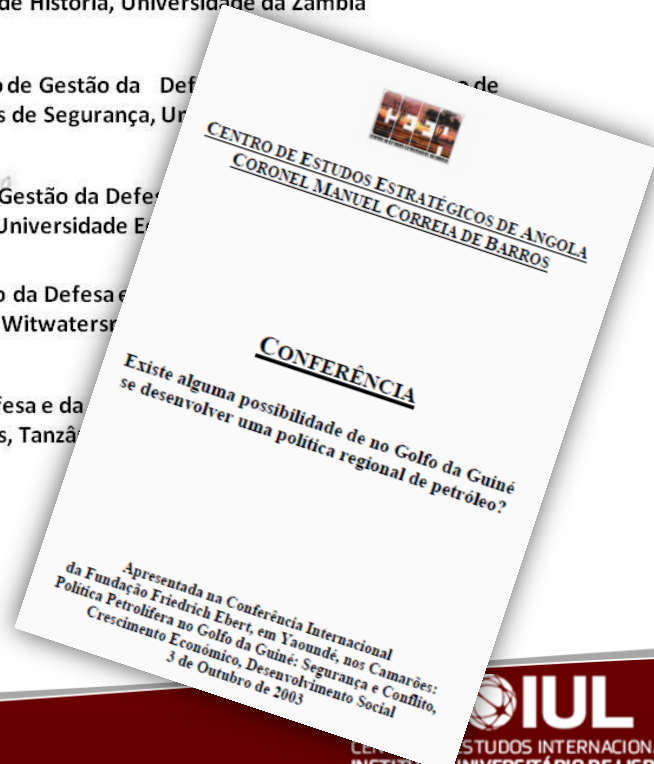 de História, Universidade da Zambia
de Gestão da Def
de
s de Segurança, Un
Gestão da Defe
Universidade E
o da Defesa e
Witwatersr
fesa e da
s, Tanzâ
CENTRO DE ESTUDOS ESTRATÉGICOS DE ANGOLA
CORONEL MANUEL CORREIA DE BARROS
CONFERÊNCIA
Existe alguma possibilidade de no Golfo da Guiné
se desenvolver uma política regional de petróleo?
Apresentada na Conferência Internacional
da Fundação Friedrich Ebert, em Yaoundé, nos Camarões:
Política Petrolífera no Golfo da Guiné: Segurança e Conflito,
Crescimento Económico, Desenvolvimento Social
3 de Outubro de 2003
IUL
CEN
STUDOS INTERNACION